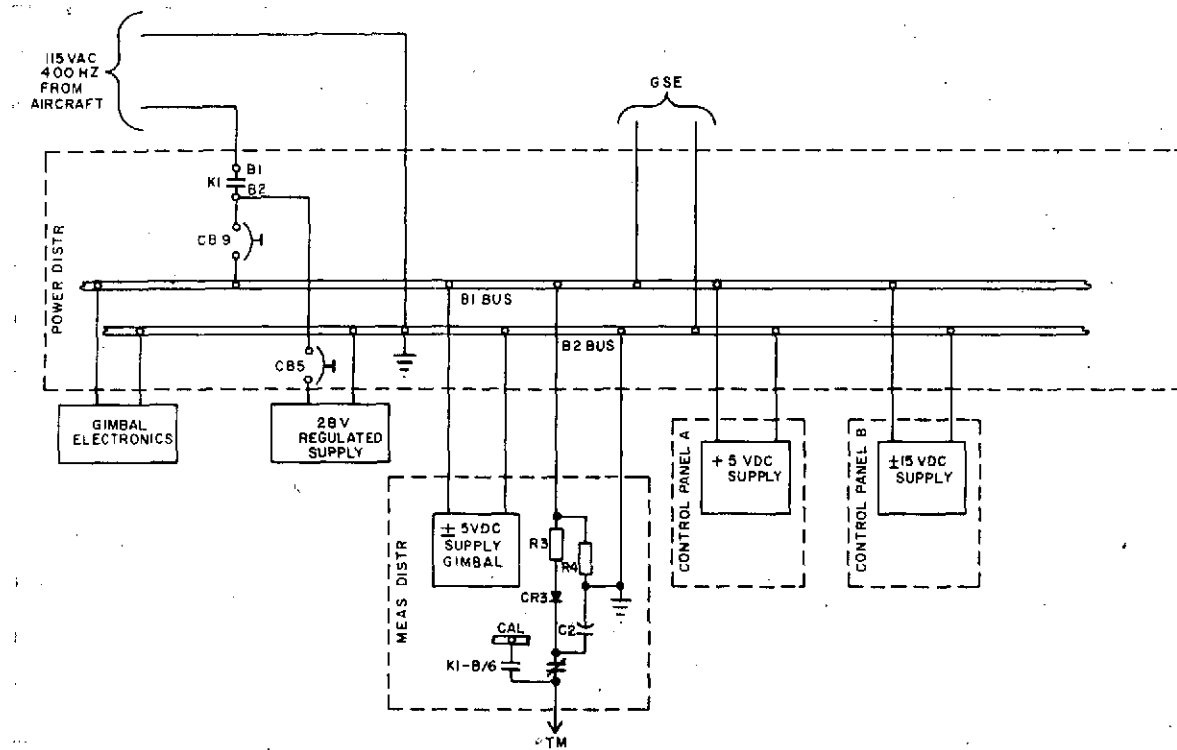 115 VAC
400 HZ
FROM
AIRCRAFT
GSE
POWER DISTR
B1
K1
B2
CB 9
B1 BUS
B2 BUS
CB5
GIMBAL
ELECTRONICS
28V
REGULATED
SUPPLY
MEAS DISTR
± 5VDC
SUPPLY
GIMBAL
R3
R4
CR3
C2
CAL
K1-B/6
TM
CONTROL PANEL A
+ 5 VDC
SUPPLY
CONTROL PANEL B
±15 VDC
SUPPLY